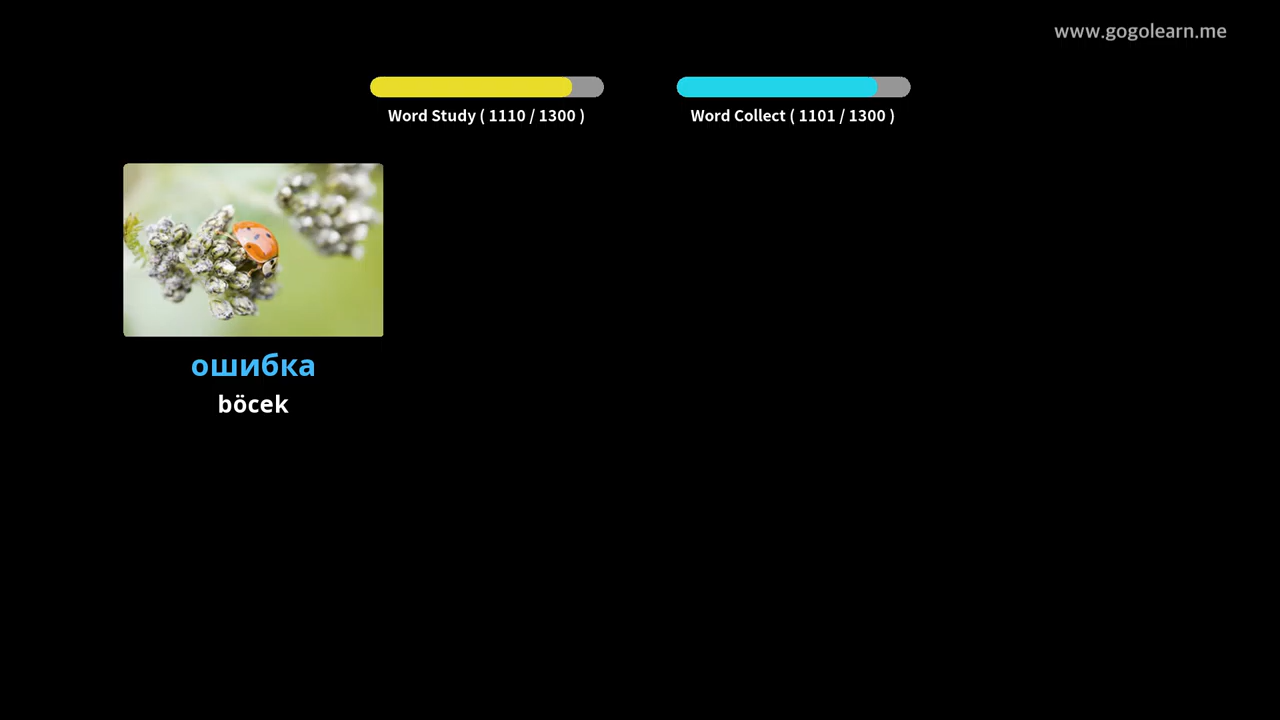 www.gogolearn.me
Word Study ( 1110 / 1300 )
Word Collect ( 1101 / 1300 )
ошибка
böcek